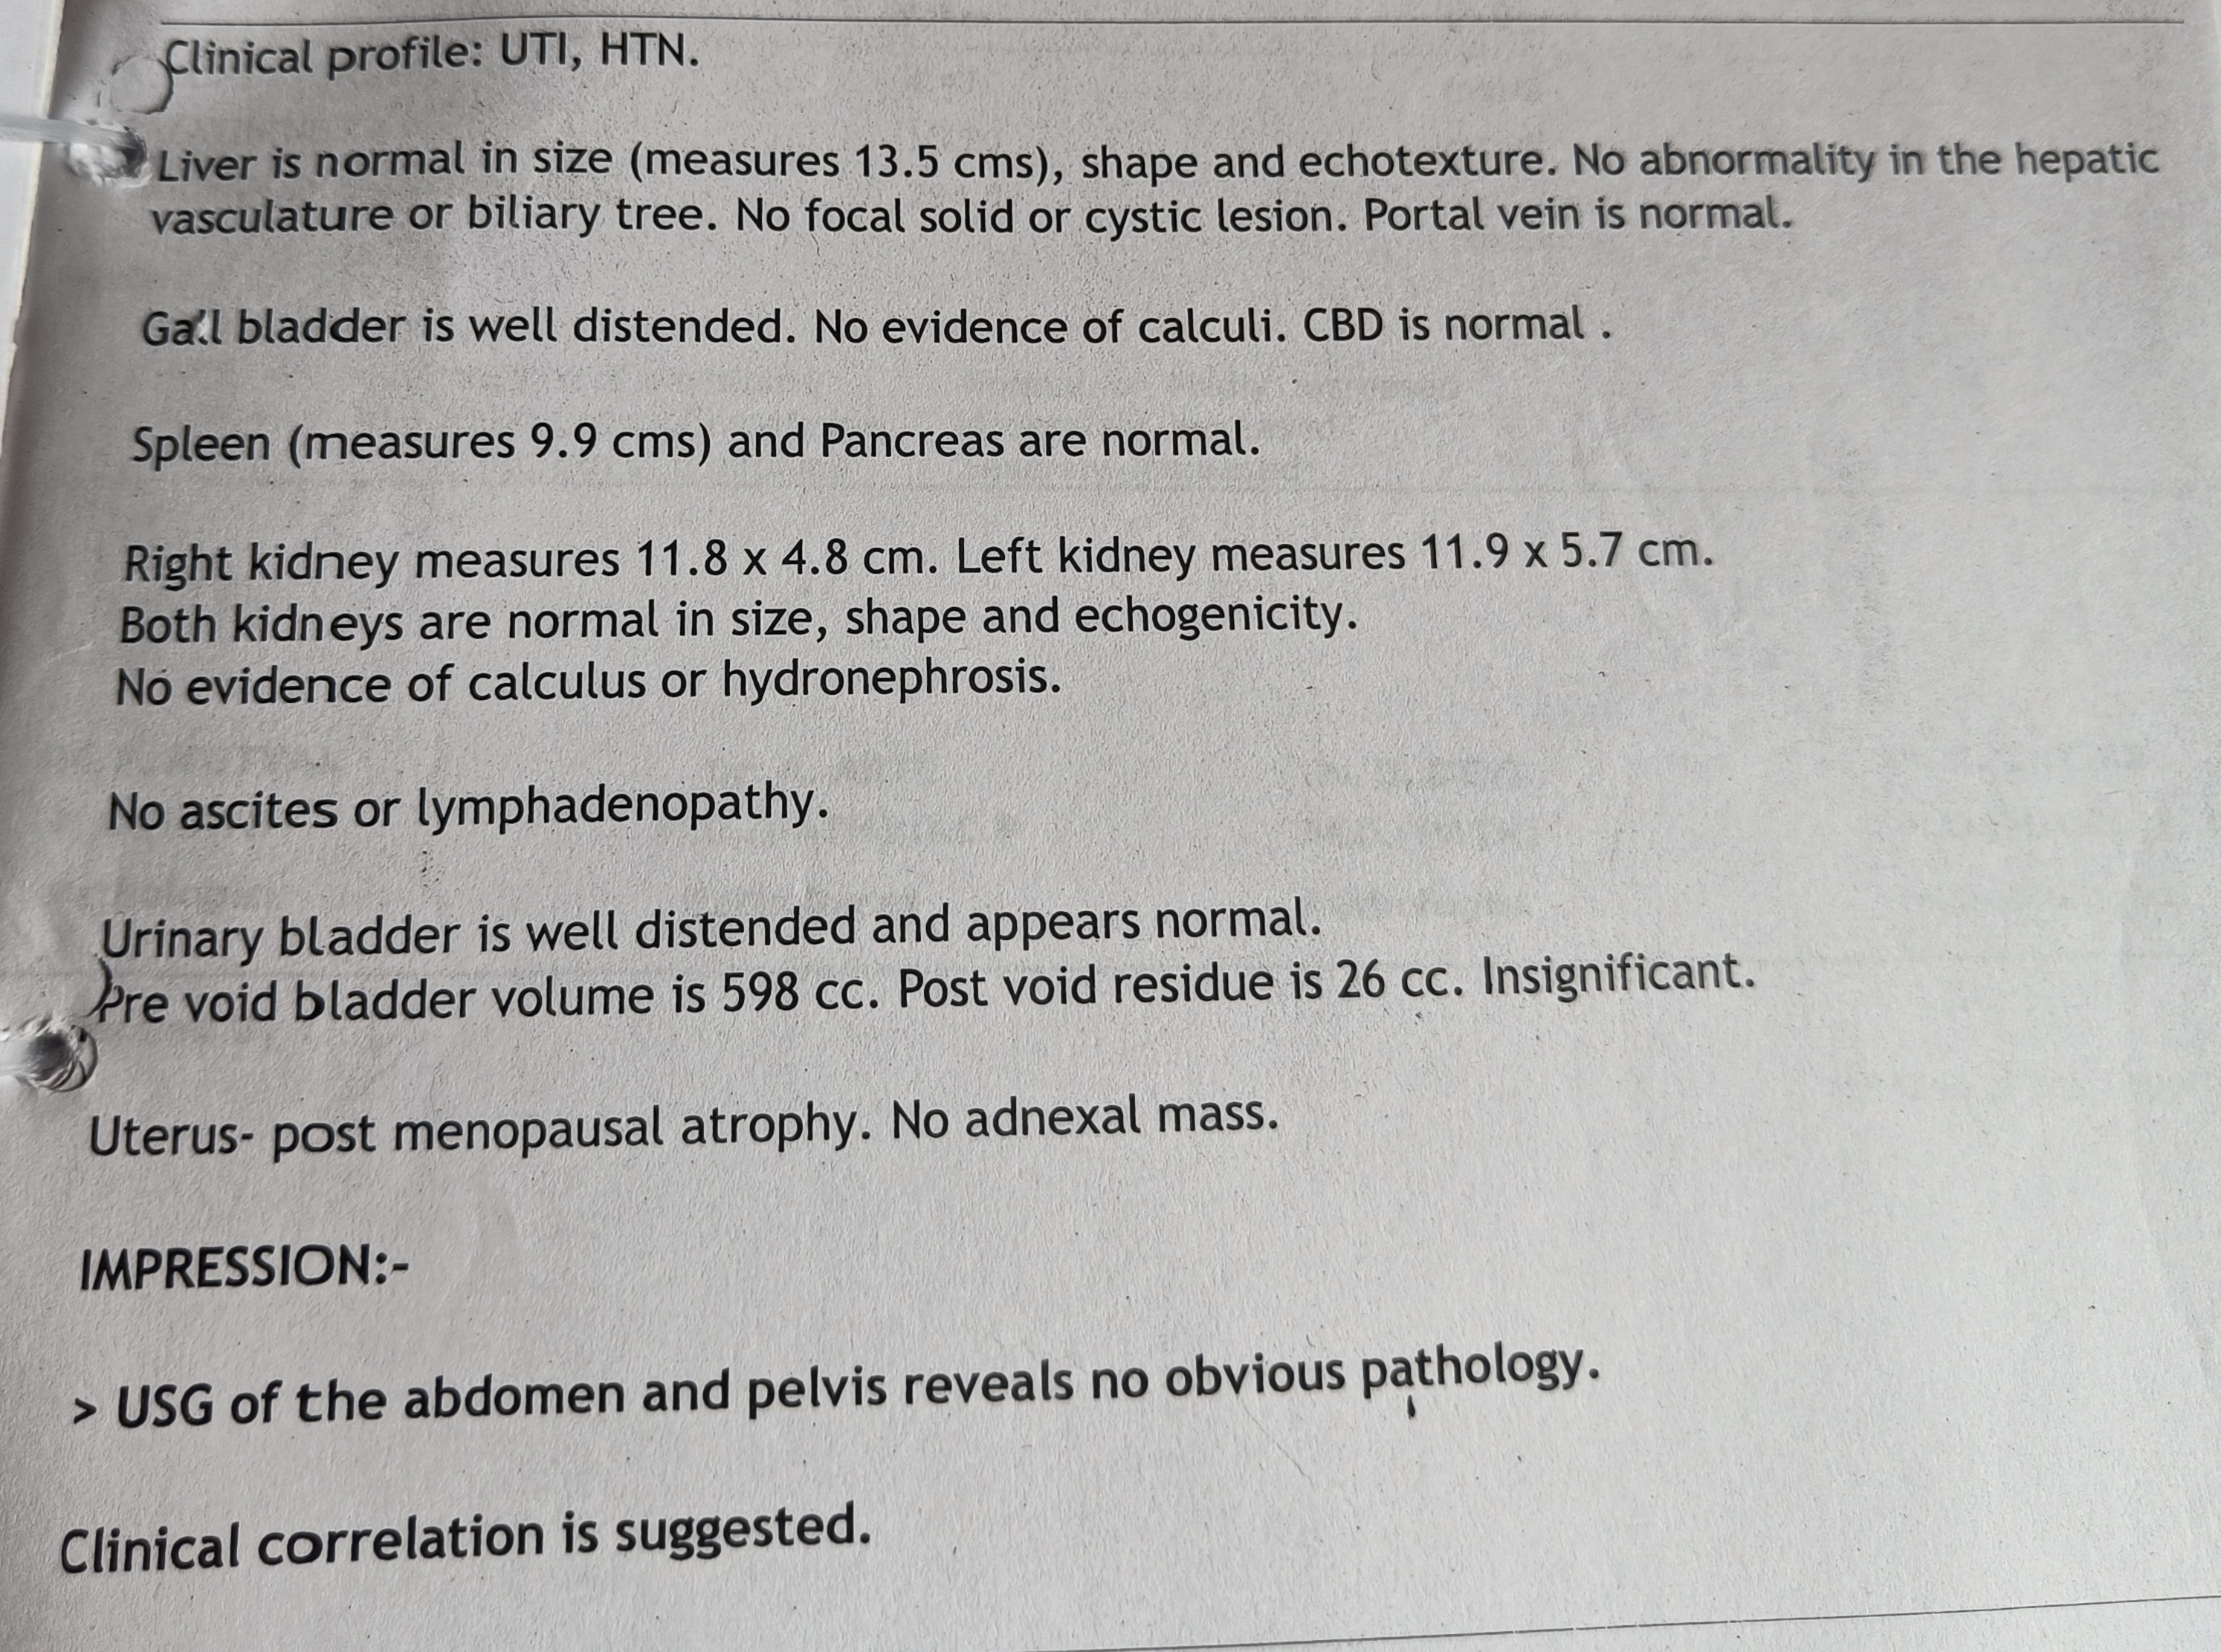 Clinical profile: UTI, HTN.
Liver is normal in size (measures 13.5 cms), shape and echotexture. No abnormality in the hepatic
vasculature or biliary tree. No focal solid or cystic lesion. Portal vein is normal.
Gall bladder is well distended. No evidence of calculi. CBD is normal .
Spleen (measures 9.9 cms) and Pancreas are normal.
Right kidney measures 11.8 x 4.8 cm. Left kidney measures 11.9 x 5.7 cm.
Both kidneys are normal in size, shape and echogenicity.
No evidence of calculus or hydronephrosis.
No ascites or lymphadenopathy.
Urinary bladder is well distended and appears normal.
Pre void bladder volume is 598 cc. Post void residue is 26 cc. Insignificant.
Uterus- post menopausal atrophy. No adnexal mass.
IMPRESSION:-
> USG of the abdomen and pelvis reveals no obvious pathology.
Clinical correlation is suggested.